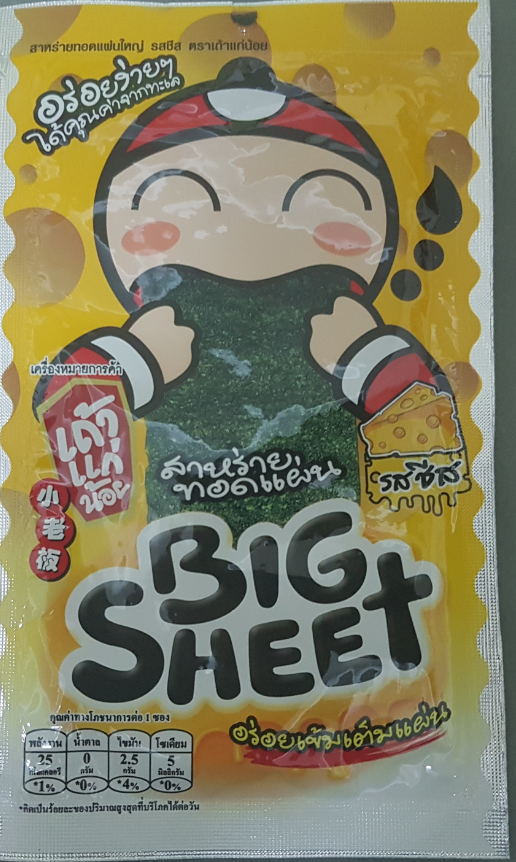 สาหร่ายทอดแผ่นใหญ่ รสชีส ตราเถ้าแก่น้อย
อร่อยง่ายๆ
ได้คุณค่าจากทะเล
เครื่องหมายการค้า
เถ้า
แก่
น้อย
小
老
板
สาหร่าย
ทอดแผ่น
รสชีส
BIG
SHEET
อร่อยเข้มเต็มแผ่น
คุณค่าทางโภชนาการต่อ 1 ซอง
พลังงาน น้ำตาล ไขมัน โซเดียม
25 0 2.5 5
กิโลแคลอรี กรัม กรัม มิลลิกรัม
*1% *0% *4% *0%
*คิดเป็นร้อยละของปริมาณสูงสุดที่บริโภคได้ต่อวัน